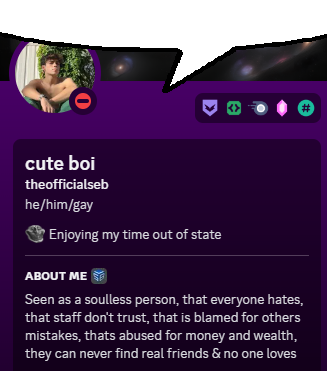 cute boi
theofficialseb
he/him/gay
Enjoying my time out of state
ABOUT ME
Seen as a soulless person, that everyone hates,
that staff don't trust, that is blamed for others
mistakes, thats abused for money and wealth,
they can never find real friends & no one loves